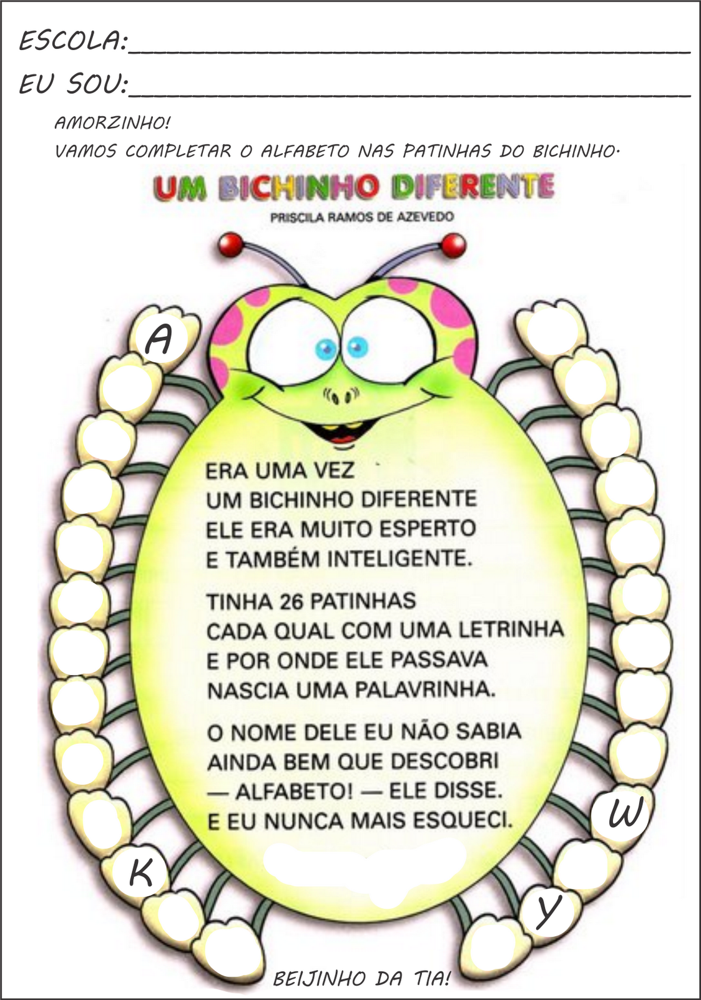 ESCOLA:____________________________________________
EU SOU:____________________________________________
AMORZINHO!
VAMOS COMPLETAR O ALFABETO NAS PATINHAS DO BICHINHO.
UM BICHINHO DIFERENTE
PRISCILA RAMOS DE AZEVEDO
A
ERA UMA VEZ
UM BICHINHO DIFERENTE
ELE ERA MUITO ESPERTO
E TAMBÉM INTELIGENTE.
TINHA 26 PATINHAS
CADA QUAL COM UMA LETRINHA
E POR ONDE ELE PASSAVA
NASCIA UMA PALAVRINHA.
O NOME DELE EU NÃO SABIA
AINDA BEM QUE DESCOBRI
— ALFABETO! — ELE DISSE.
E EU NUNCA MAIS ESQUECI.
W
K
Y
BEIJINHO DA TIA!